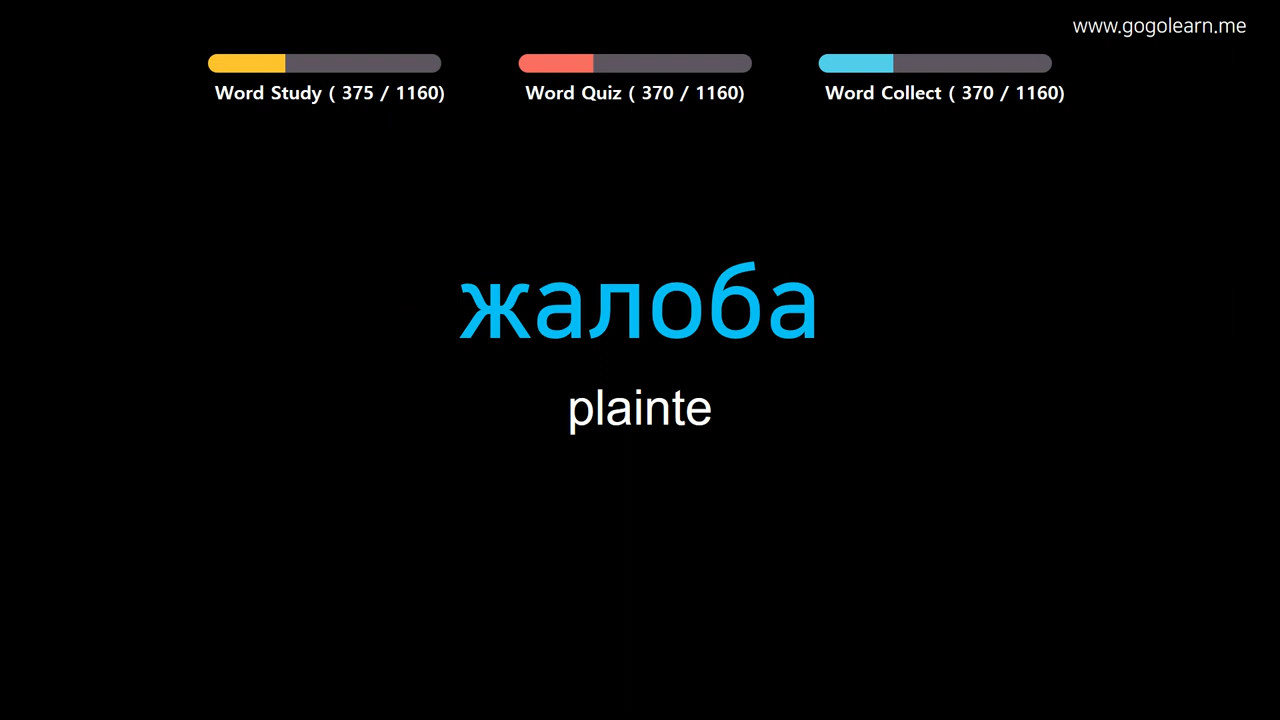 www.gogolearn.me
Word Study ( 375 / 1160)
Word Quiz ( 370 / 1160)
Word Collect ( 370 / 1160)
жалоба
plainte